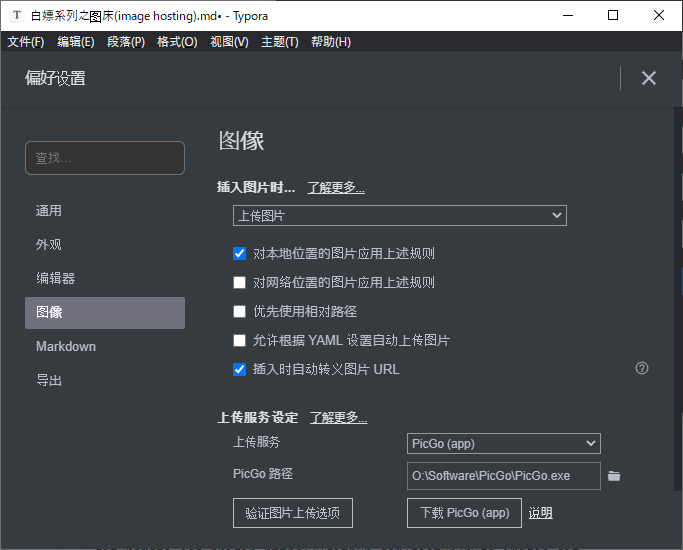 白嫖系列之图床(image hosting).md• - Typora
文件(F) 编辑(E) 段落(P) 格式(O) 视图(V) 主题(T) 帮助(H)
偏好设置
查找...
通用
外观
编辑器
图像
Markdown
导出
图像
插入图片时... 了解更多...
上传图片
对本地位置的图片应用上述规则
对网络位置的图片应用上述规则
优先使用相对路径
允许根据 YAML 设置自动上传图片
插入时自动转义图片 URL
上传服务设定 了解更多...
上传服务 PicGo (app)
PicGo 路径 O:\Software\PicGo\PicGo.exe
验证图片上传选项 下载 PicGo (app) 说明